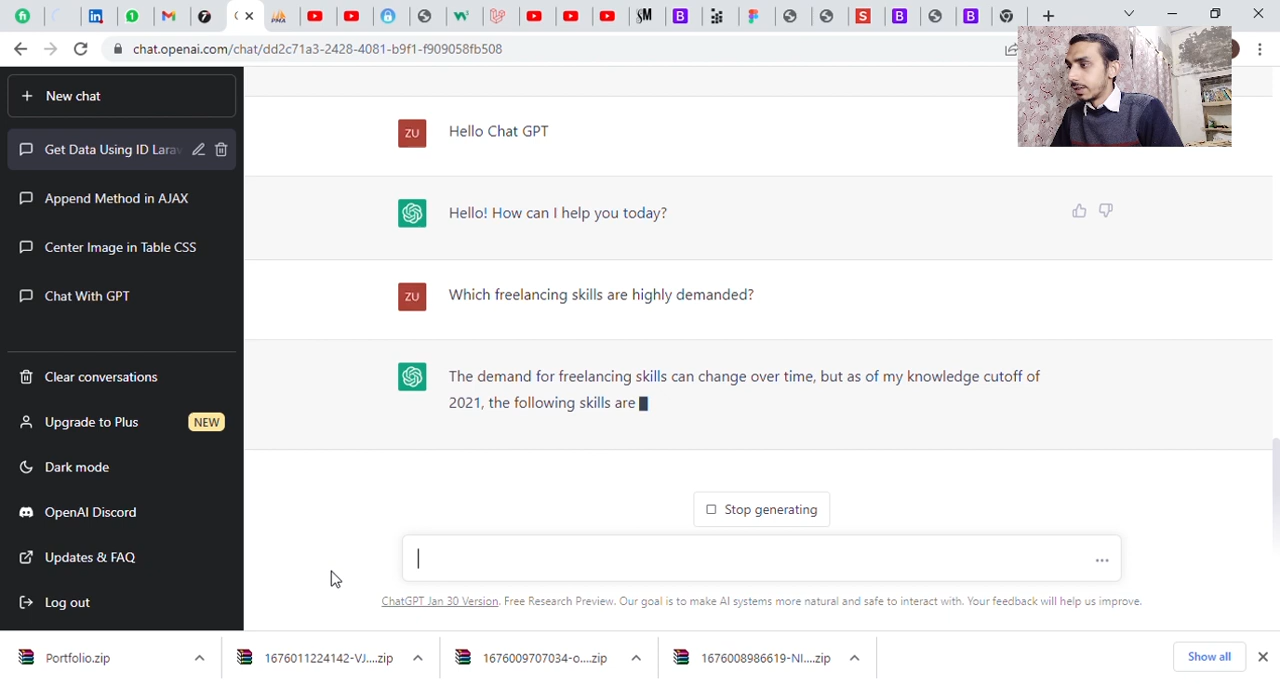 chat.openai.com/chat/dd2c71a3-2428-4081-b9f1-f909058fb508
New chat
Get Data Using ID Larav
Append Method in AJAX
Center Image in Table CSS
Chat With GPT
Clear conversations
Upgrade to Plus NEW
Dark mode
OpenAI Discord
Updates & FAQ
Log out
ZU Hello Chat GPT
Hello! How can I help you today?
ZU Which freelancing skills are highly demanded?
The demand for freelancing skills can change over time, but as of my knowledge cutoff of
2021, the following skills are
Stop generating
ChatGPT Jan 30 Version. Free Research Preview. Our goal is to make AI systems more natural and safe to interact with. Your feedback will help us improve.
Portfolio.zip 1676011224142-VJ....zip 1676009707034-o....zip 1676008986619-NI....zip Show all